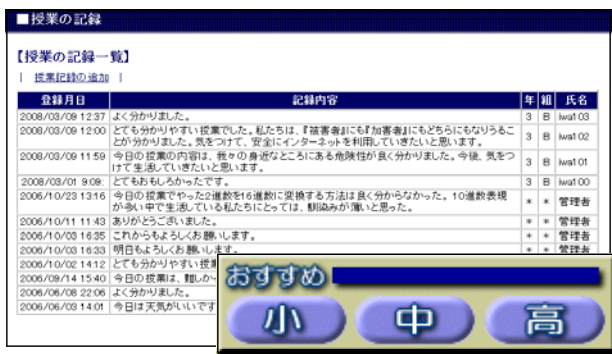 ■授業の記録
【授業の記録一覧】
| 授業記録の追加 |
登録月日 記録内容 年 組 氏名
2008/03/09 12:37 よく分かりました。 3 B iwa103
2008/03/09 12:00 とても分かりやすい授業でした。私たちは、『被害者』にも『加害者』にもどちらにもなりうるこ
とが分かりました。気をつけて、安全にインターネットを利用していきたいと思います。 3 B iwa102
2008/03/09 11:59 今日の授業の内容は、我々の身近なところにある危険性が良く分かりました。今後、気をつ
けて生活していきたいと思います。 3 B iwa101
2008/03/01 9:09: とてもおもしろかったです。 3 B iwa100
2006/10/23 13:16 今日の授業でやった2進数を16進数に変換する方法は良く分からなかった。10進数表現
が多い中で生活している私たちにとっては、馴染みが薄いと思った。 * * 管理者
2006/10/11 11:43 ありがとうございました。 * * 管理者
2006/10/03 16:35 これからもよろしくお願いします。 * * 管理者
2006/10/03 16:33 明日もよろしくお願いします。 * * 管理者
2006/10/02 14:12 とても分かりやすい授業
2006/09/14 15:40 今日の授業は、難しか
2006/06/08 22:06 よく分かりました。
2006/06/03 14:01 今日は天気がいいです
おすすめ
小 中 高